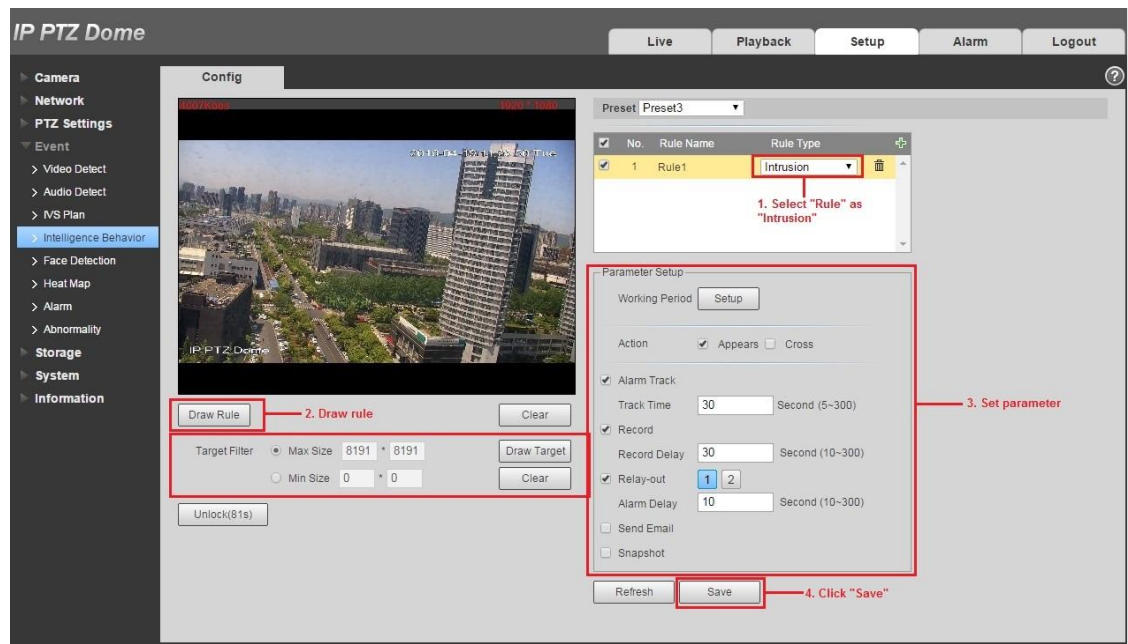 IP PTZ Dome
Live
Playback
Setup
Alarm
Logout
Camera
Network
PTZ Settings
Event
Video Detect
Audio Detect
IVS Plan
Intelligence Behavior
Face Detection
Heat Map
Alarm
Abnormality
Storage
System
Information
Config
1920 * 1080
IP PTZ Dome
Draw Rule
2. Draw rule
Clear
Target Filter Max Size 8191 * 8191 Draw Target
Min Size 0 * 0 Clear
Unlock(81s)
Preset Preset3
No. Rule Name Rule Type
1 Rule1 Intrusion
1. Select "Rule" as
"Intrusion"
Parameter Setup
Working Period Setup
Action Appears Cross
Alarm Track
Track Time 30 Second (5~300)
Record
Record Delay 30 Second (10~300)
Relay-out 1 2
Alarm Delay 10 Second (10~300)
Send Email
Snapshot
3. Set parameter
Refresh Save
4. Click "Save"